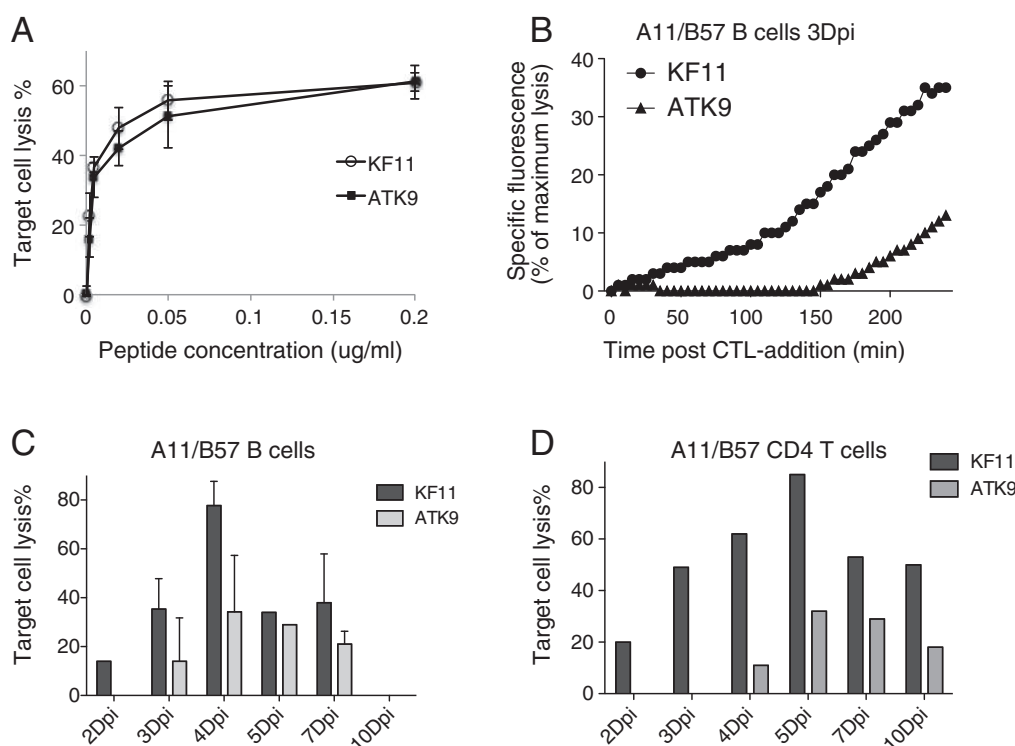 A
Target cell lysis %
60
40
20
0
KF11
ATK9
0
0.05
0.1
0.15
0.2
Peptide concentration (ug/ml)
B
A11/B57 B cells 3Dpi
Specific fluorescence
(% of maximum lysis)
40
30
20
10
0
KF11
ATK9
0
50
100
150
200
Time post CTL-addition (min)
C
A11/B57 B cells
Target cell lysis%
80
60
40
20
0
KF11
ATK9
2Dpi
3Dpi
4Dpi
5Dpi
7Dpi
10Dpi
D
A11/B57 CD4 T cells
Target cell lysis%
80
60
40
20
0
KF11
ATK9
2Dpi
3Dpi
4Dpi
5Dpi
7Dpi
10Dpi